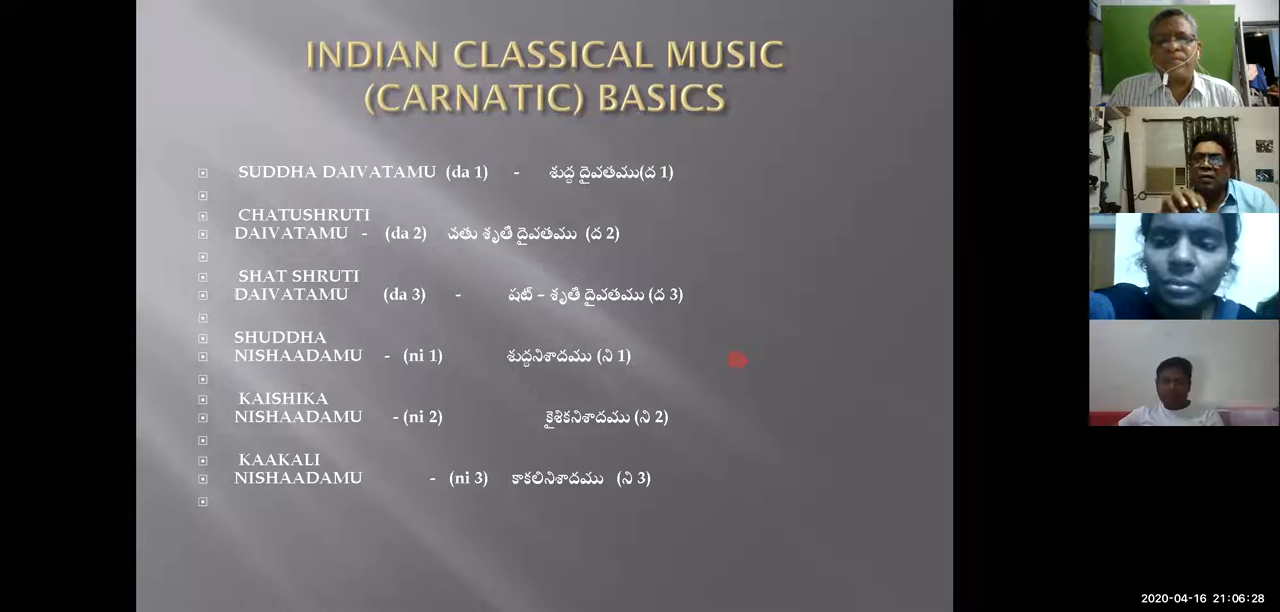 INDIAN CLASSICAL MUSIC
(CARNATIC) BASICS
SUDDHA DAIVATAMU (da 1) - శుద్ద దైవతము(ద 1)
CHATUSHRUTI
DAIVATAMU - (da 2) చతు శృతి దైవతము (ద 2)
SHAT SHRUTI
DAIVATAMU (da 3) - షట్ – శృతి దైవతము (ద 3)
SHUDDHA
NISHAADAMU - (ni 1) శుద్దనిశాదము (ని 1)
KAISHIKA
NISHAADAMU - (ni 2) కైశికనిశాదము (ని 2)
KAAKALI
NISHAADAMU - (ni 3) కాకలినిశాదము (ని 3)
2020-04-16 21:06:28